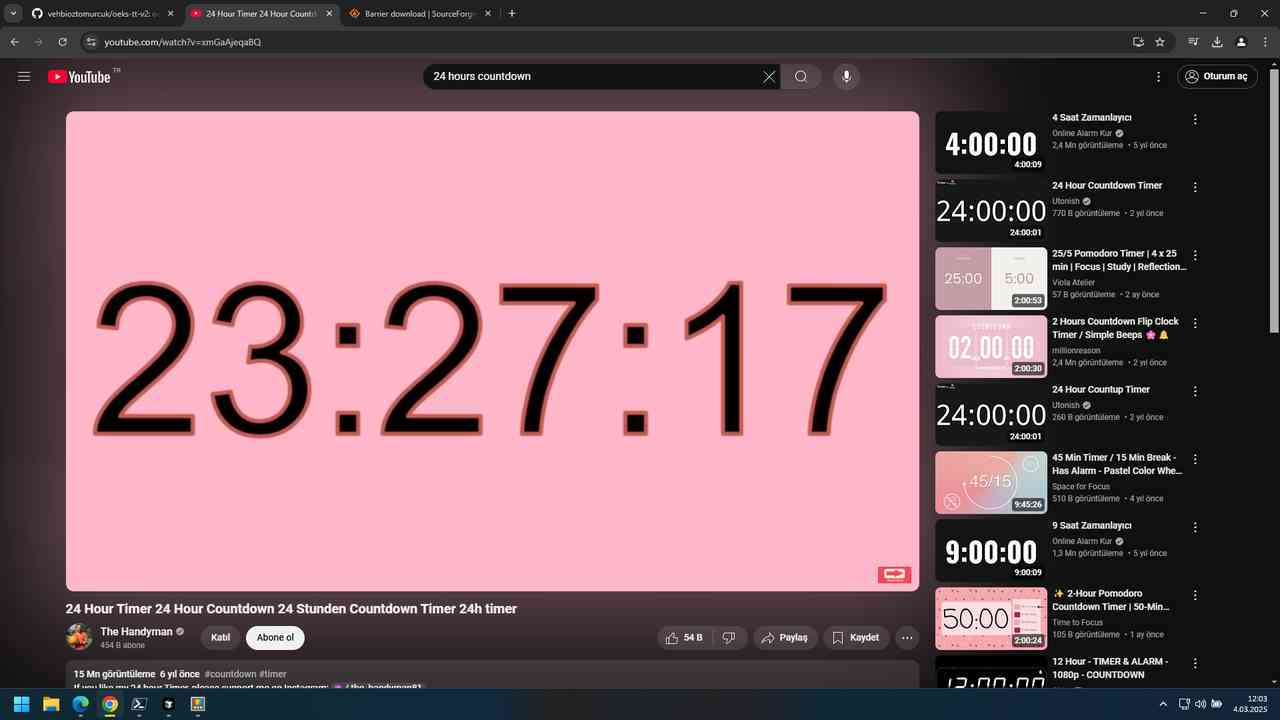 vehbioztomurcuk/oeks-tt-v2:
24 Hour Timer 24 Hour Countd
Barrier download | SourceForg
youtube.com/watch?v=xmGaAjeqaBQ
YouTube TR
24 hours countdown
Oturum aç
23:27:17
24 Hour Timer 24 Hour Countdown 24 Stunden Countdown Timer 24h timer
The Handyman
454 B abone
Katıl
Abone ol
54 B
Paylaş
Kaydet
15 Mn görüntüleme 6 yıl önce #countdown #timer
If you like my 24 hour Timer, please support me on Instagram: / the_handyman81
4:00:00
4:00:09
4 Saat Zamanlayıcı
Online Alarm Kur
2,4 Mn görüntüleme • 5 yıl önce
24:00:00
24:00:01
24 Hour Countdown Timer
Utonish
770 B görüntüleme • 2 yıl önce
25:00
5:00
2:00:53
25/5 Pomodoro Timer | 4 x 25
min | Focus | Study | Reflection...
Viola Atelier
57 B görüntüleme • 2 ay önce
COUNTDOWN
02:00:00
2:00:30
2 Hours Countdown Flip Clock
Timer / Simple Beeps 🌸 🔔
millionreason
2,4 Mn görüntüleme • 2 yıl önce
24:00:00
24:00:01
24 Hour Countup Timer
Utonish
260 B görüntüleme • 2 yıl önce
45/15
9:45:26
45 Min Timer / 15 Min Break -
Has Alarm - Pastel Color Whe...
Space for Focus
510 B görüntüleme • 4 yıl önce
9:00:00
9:00:09
9 Saat Zamanlayıcı
Online Alarm Kur
1,3 Mn görüntüleme • 5 yıl önce
50:00
2:00:24
✨ 2-Hour Pomodoro
Countdown Timer | 50-Min...
Time to Focus
105 B görüntüleme • 1 ay önce
12:00:00
12 Hour - TIMER & ALARM -
1080p - COUNTDOWN
12:03
4.03.2025